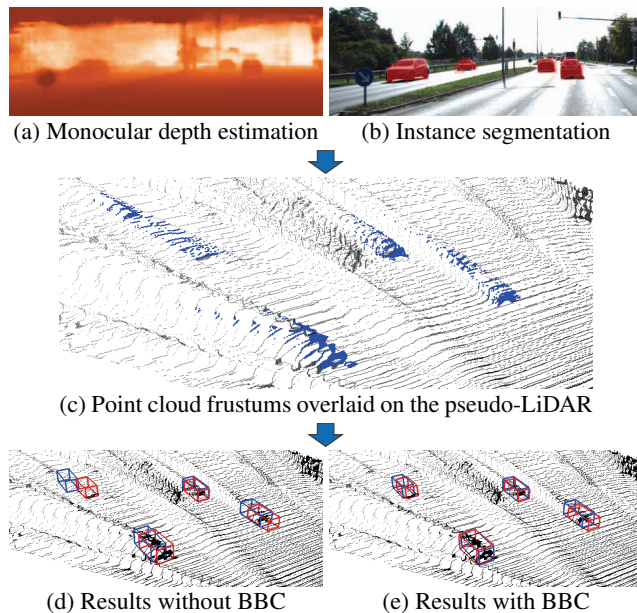 (a) Monocular depth estimation
(b) Instance segmentation
(c) Point cloud frustums overlaid on the pseudo-LiDAR
(d) Results without BBC
(e) Results with BBC